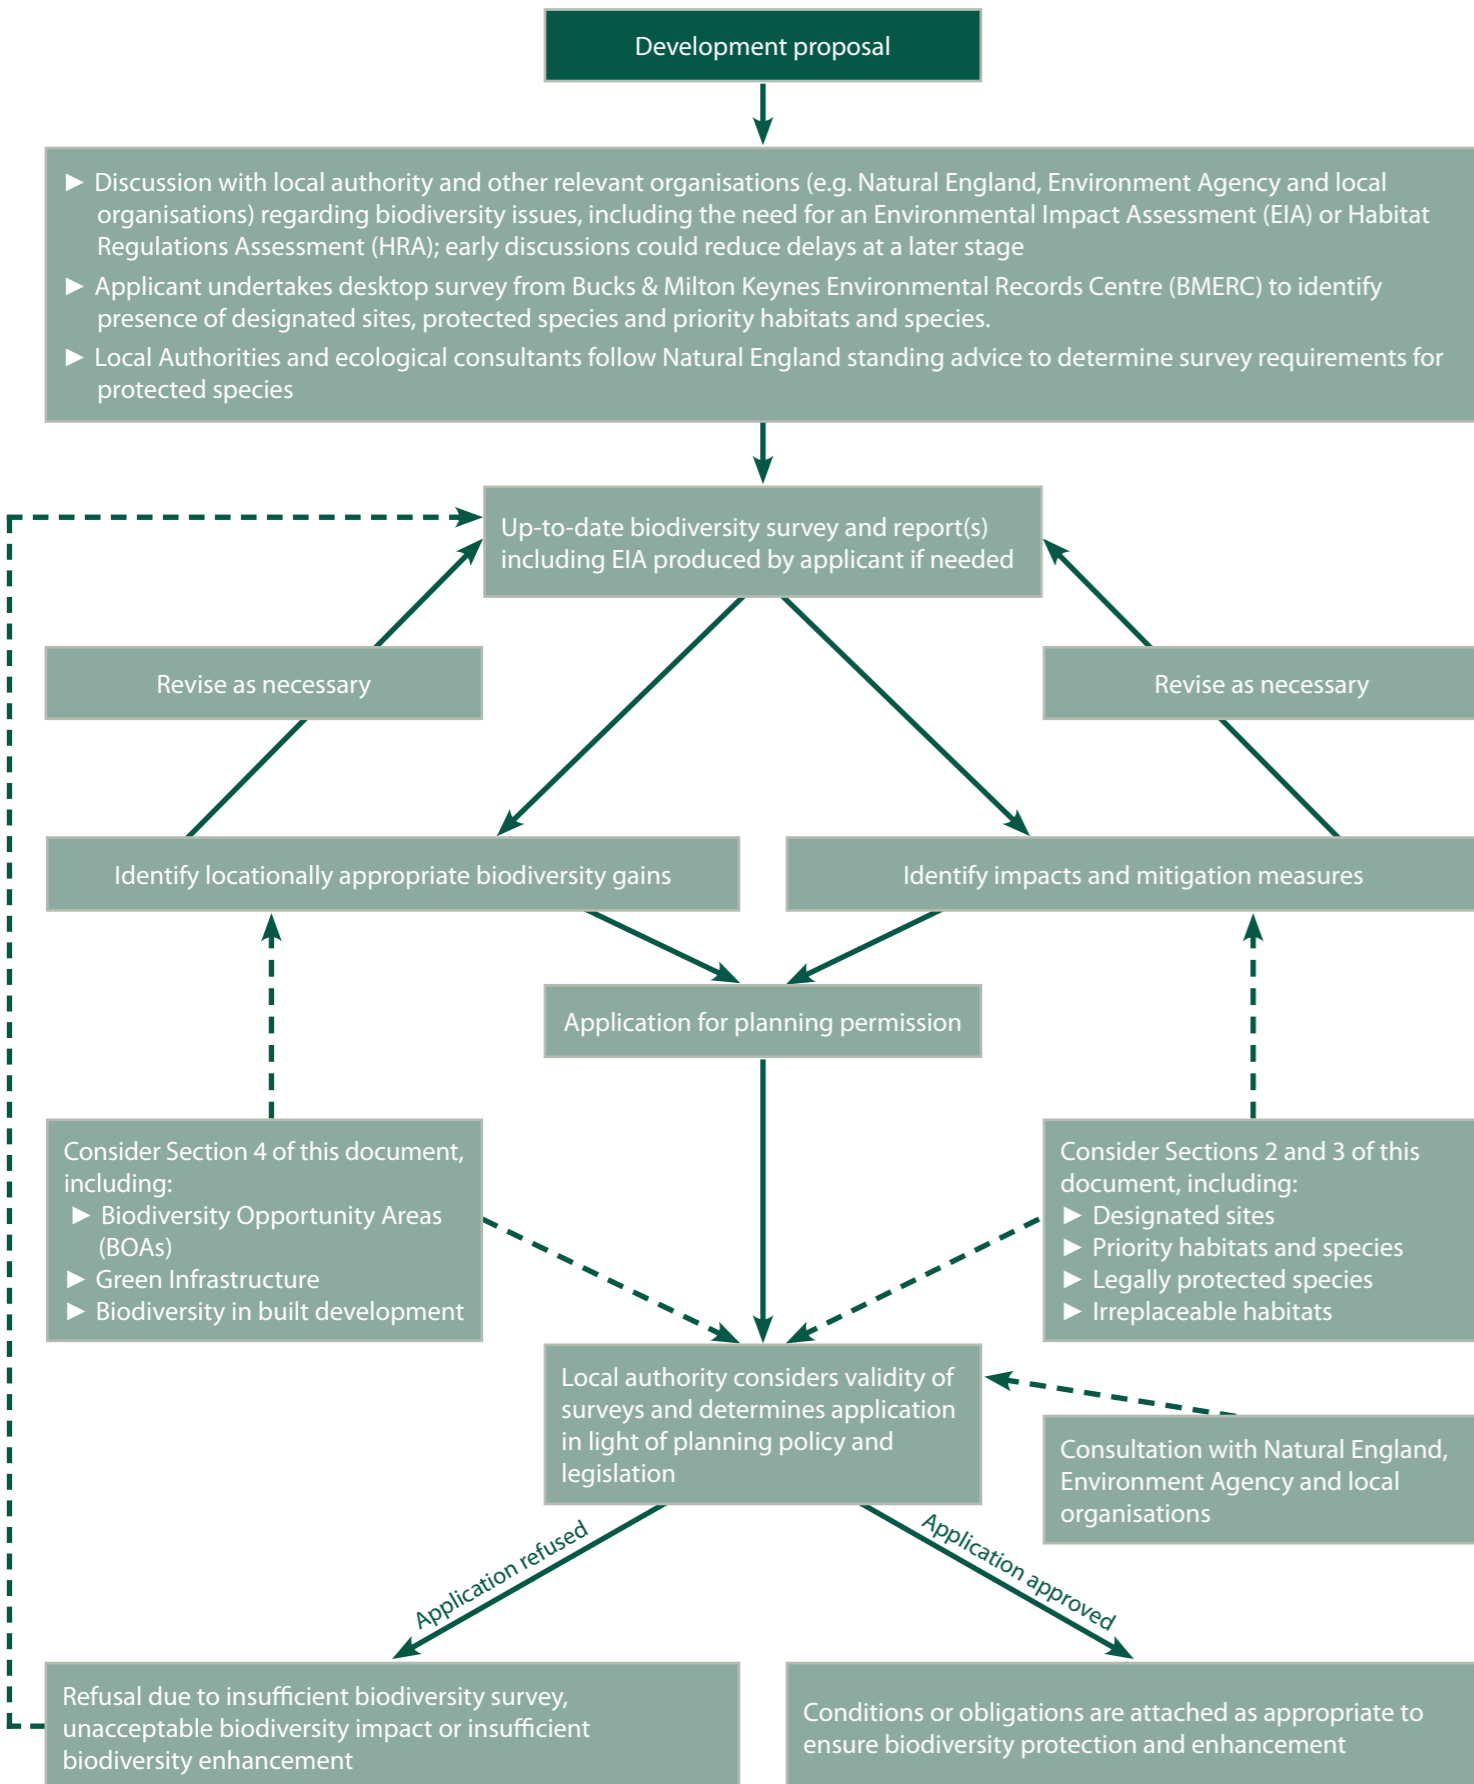 Development proposal
► Discussion with local authority and other relevant organisations (e.g. Natural England, Environment Agency and local
organisations) regarding biodiversity issues, including the need for an Environmental Impact Assessment (EIA) or Habitat
Regulations Assessment (HRA); early discussions could reduce delays at a later stage
► Applicant undertakes desktop survey from Bucks & Milton Keynes Environmental Records Centre (BMERC) to identify
presence of designated sites, protected species and priority habitats and species.
► Local Authorities and ecological consultants follow Natural England standing advice to determine survey requirements for
protected species
Up-to-date biodiversity survey and report(s)
including EIA produced by applicant if needed
Revise as necessary
Revise as necessary
Identify locationally appropriate biodiversity gains
Identify impacts and mitigation measures
Application for planning permission
Consider Section 4 of this document,
including:
► Biodiversity Opportunity Areas
(BOAs)
► Green Infrastructure
► Biodiversity in built development
Consider Sections 2 and 3 of this
document, including:
► Designated sites
► Priority habitats and species
► Legally protected species
► Irreplaceable habitats
Local authority considers validity of
surveys and determines application
in light of planning policy and
legislation
Consultation with Natural England,
Environment Agency and local
organisations
Application refused
Application approved
Refusal due to insufficient biodiversity survey,
unacceptable biodiversity impact or insufficient
biodiversity enhancement
Conditions or obligations are attached as appropriate to
ensure biodiversity protection and enhancement